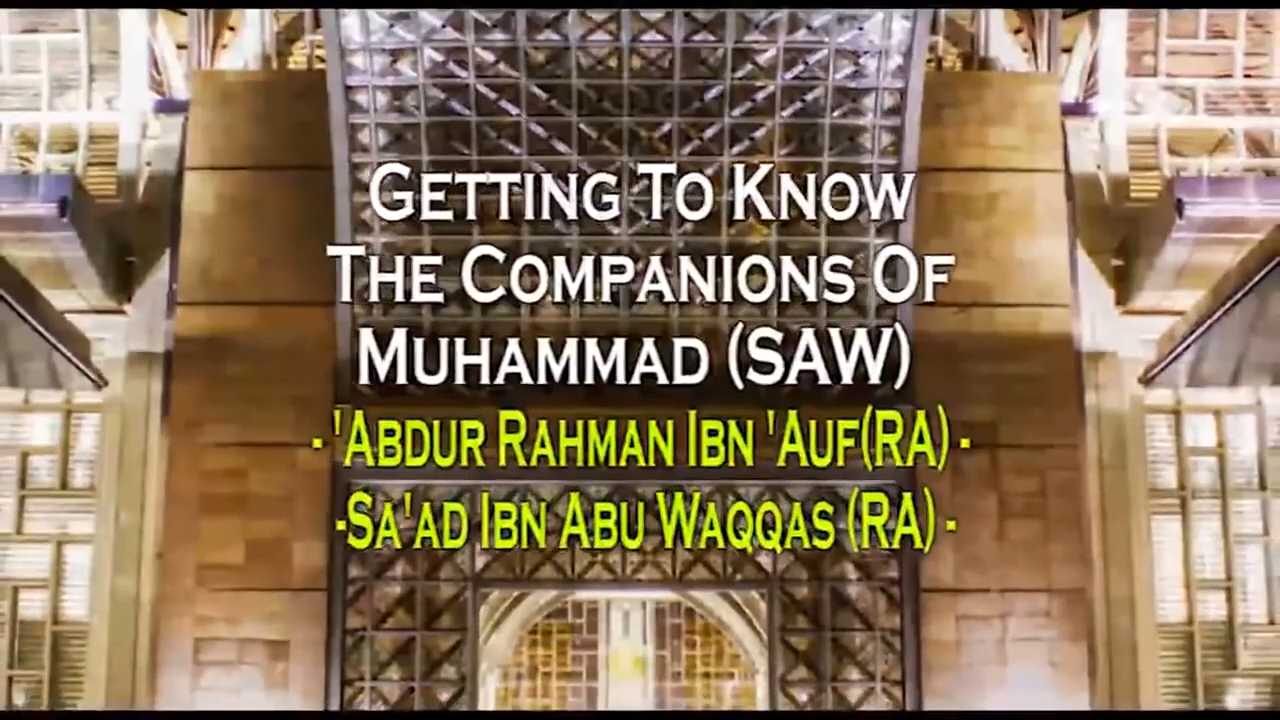 Getting To Know
The Companions Of
Muhammad (SAW)
- 'Abdur Rahman Ibn 'Auf(RA) -
-Sa'ad Ibn Abu Waqqas (RA) -